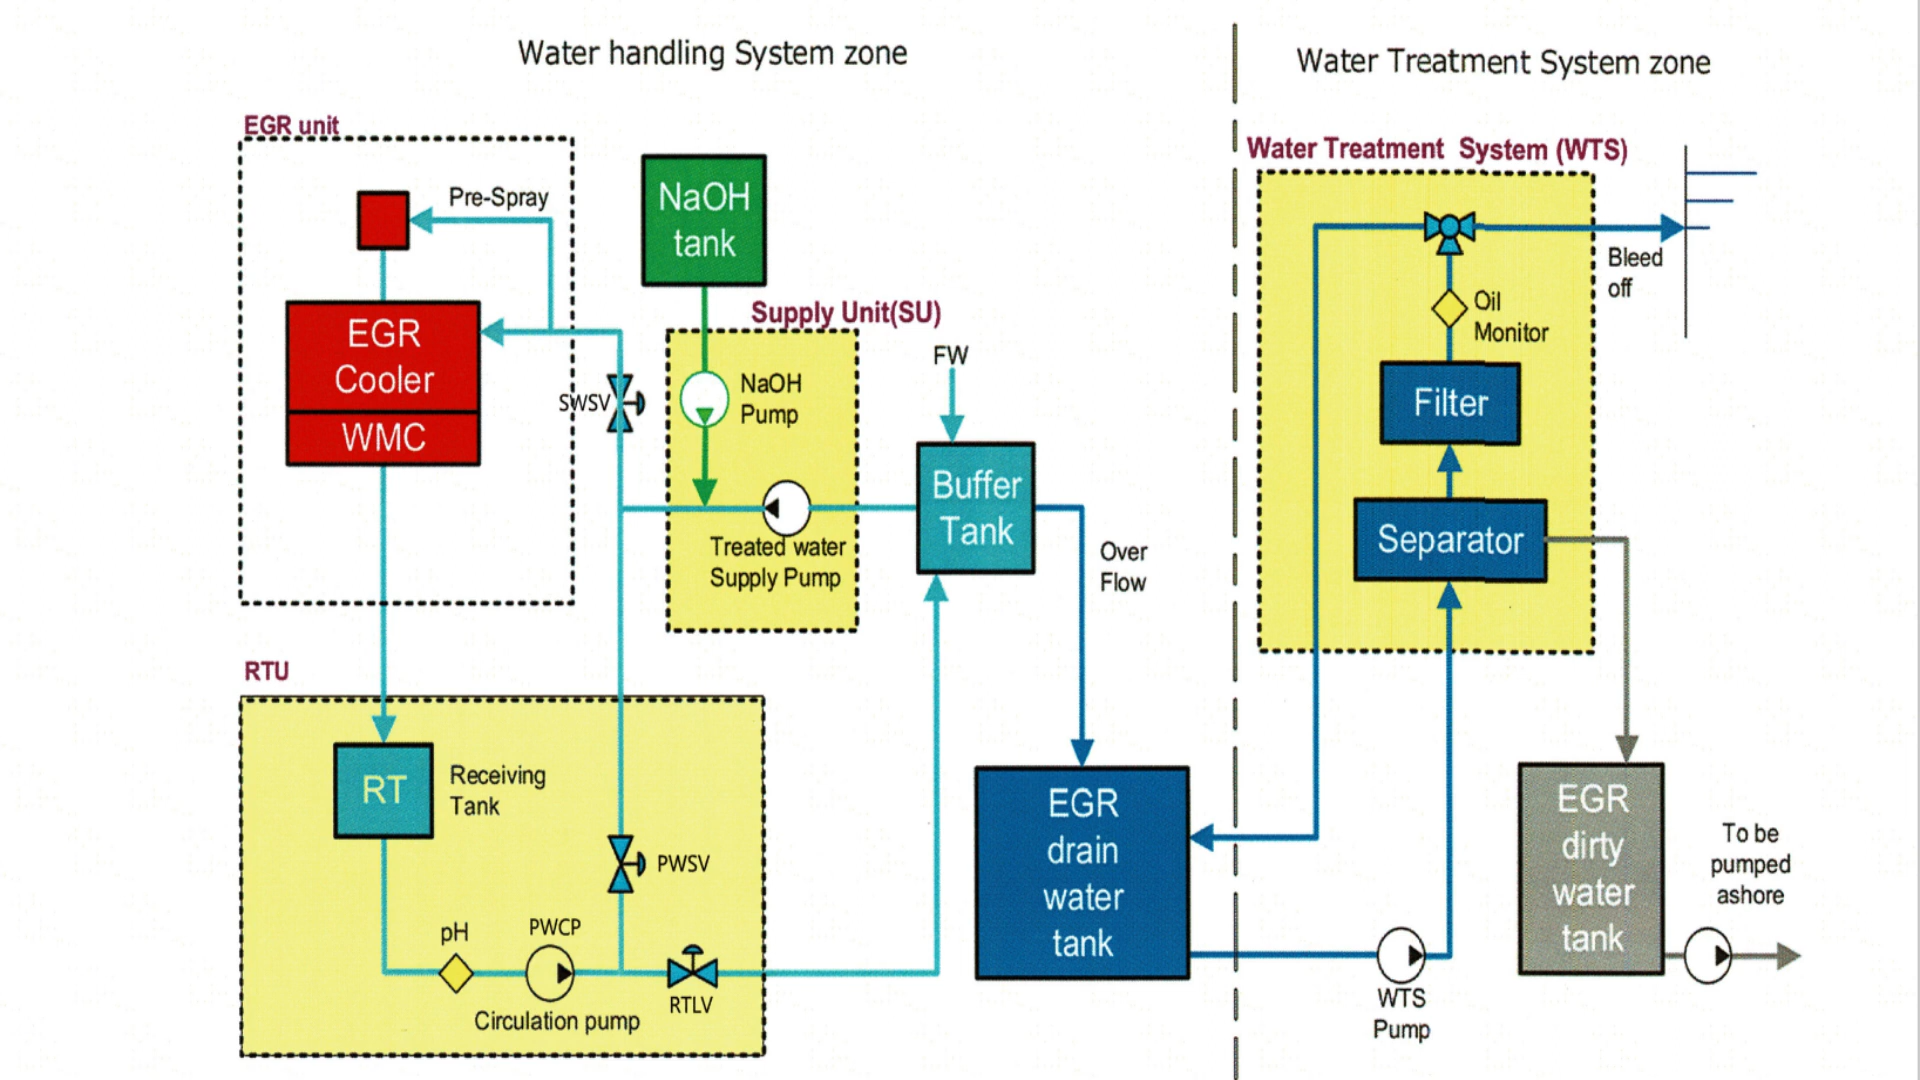 Water handling System zone
Water Treatment System zone
EGR unit
Pre-Spray
EGR
Cooler
WMC
NaOH
tank
Supply Unit(SU)
NaOH
Pump
SWSV
Treated water
Supply Pump
FW
Buffer
Tank
Over
Flow
Water Treatment System (WTS)
Bleed
off
Oil
Monitor
Filter
Separator
RTU
RT
Receiving
Tank
PWSV
pH
PWCP
Circulation pump
RTLV
EGR
drain
water
tank
WTS
Pump
EGR
dirty
water
tank
To be
pumped
ashore